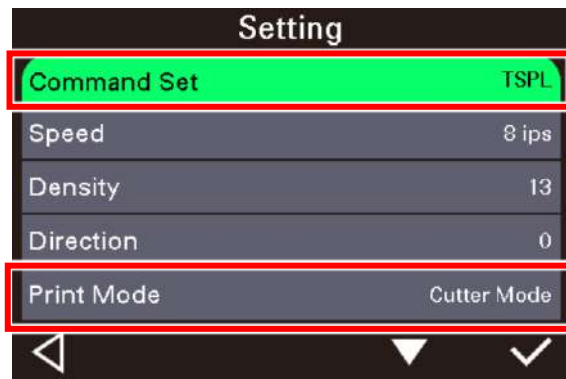 Setting
Command Set TSPL
Speed 8 ips
Density 13
Direction 0
Print Mode Cutter Mode